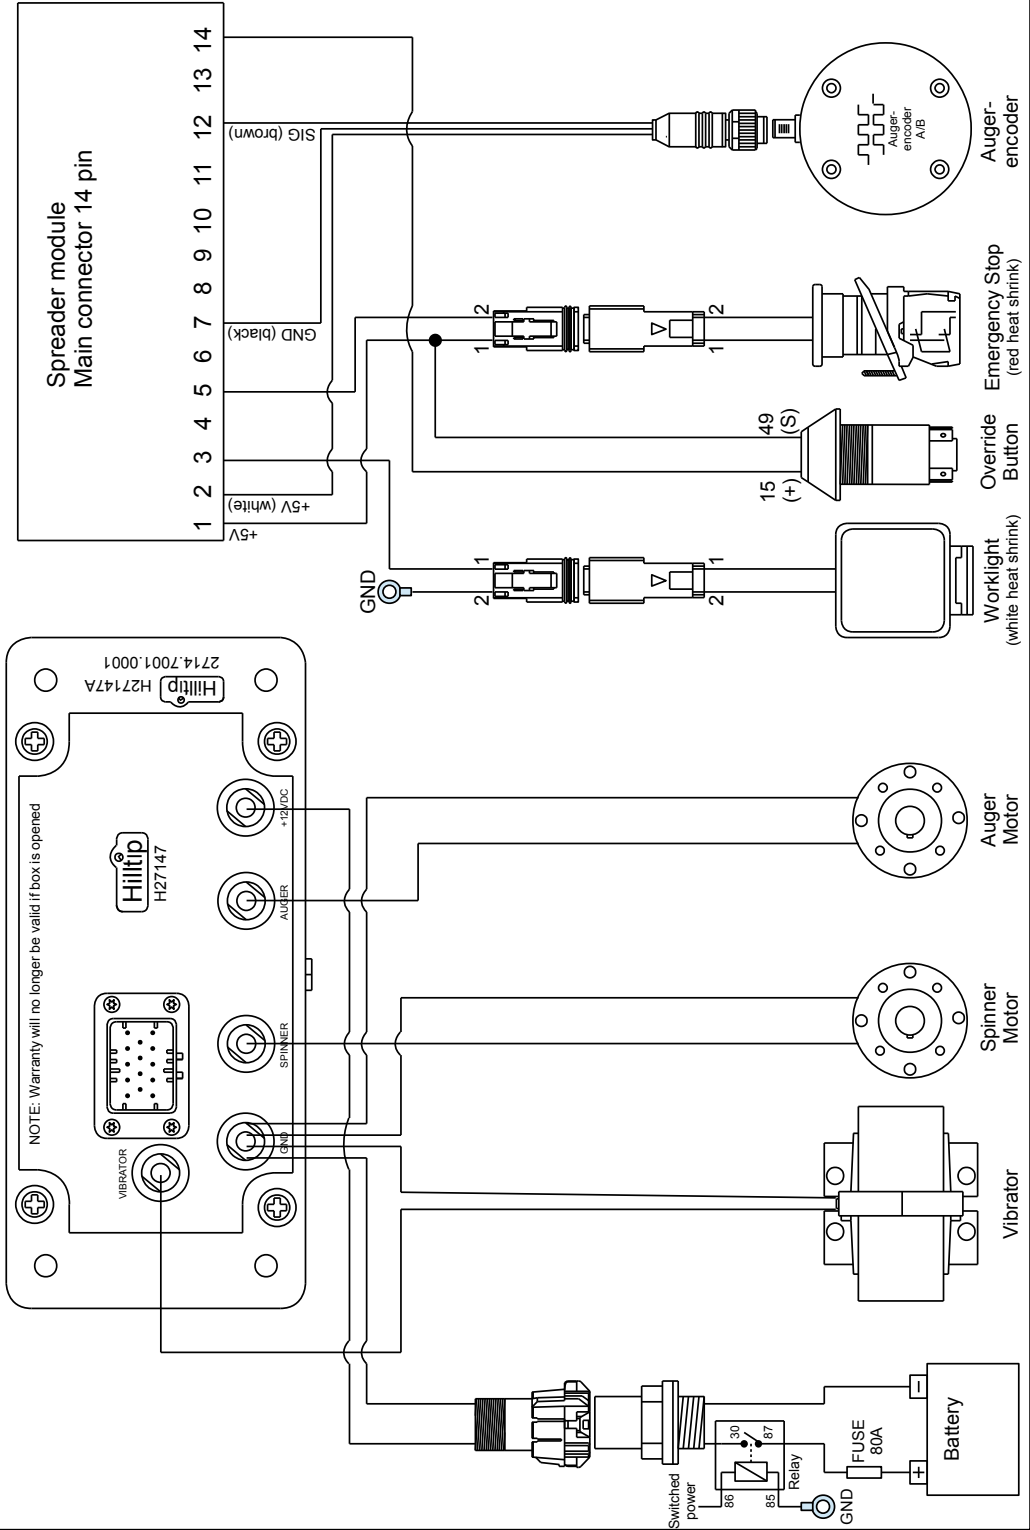 Spreader module
Main connector 14 pin
1
2
3
4
5
6
7
8
9
10
11
12
13
14
+5V
+5V (white)
GND (black)
SIG (brown)
GND
2
1
2
1
15
(+)
49
(S)
1
2
1
2
Auger-
encoder
A/B
Worklight
(white heat shrink)
Override
Button
Emergency Stop
(red heat shrink)
Auger-
encoder
NOTE: Warranty will no longer be valid if box is opened
Hilltip
H27147
Hilltip
H27147A
2714.7001.0001
VIBRATOR
GND
SPINNER
AUGER
+12VDC
Switched
power
86
85
30
87
Relay
GND
FUSE
80A
+
−
Battery
Vibrator
Spinner
Motor
Auger
Motor